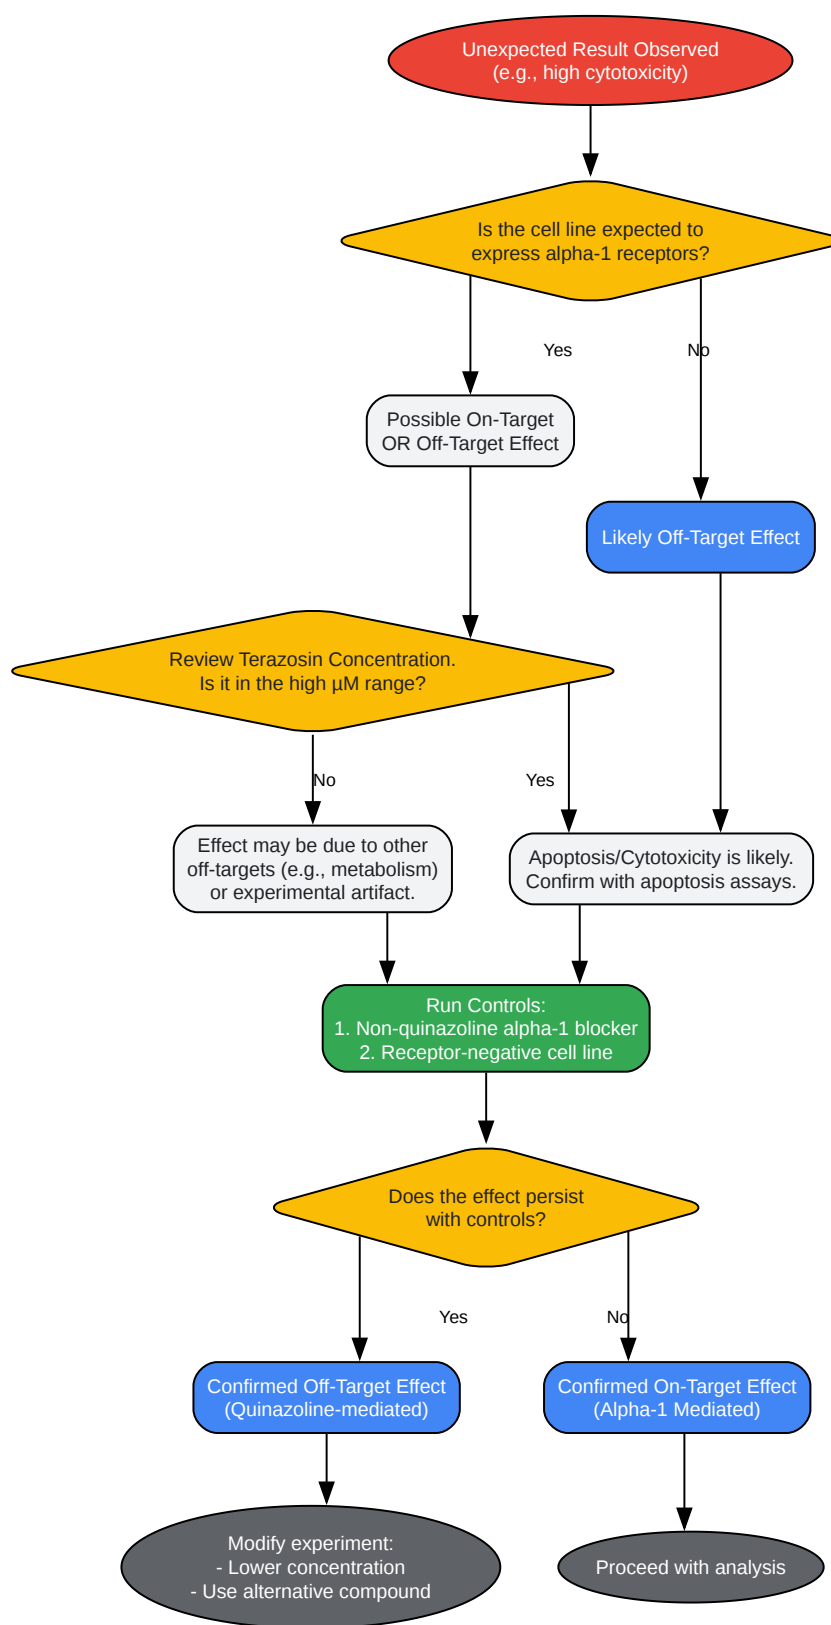 Unexpected Result Observed
(e.g., high cytotoxicity)
Is the cell line expected to
express alpha-1 receptors?
Yes
No
Possible On-Target
OR Off-Target Effect
Likely Off-Target Effect
Review Terazosin Concentration.
Is it in the high µM range?
No
Yes
Effect may be due to other
off-targets (e.g., metabolism)
or experimental artifact.
Apoptosis/Cytotoxicity is likely.
Confirm with apoptosis assays.
Run Controls:
1. Non-quinazoline alpha-1 blocker
2. Receptor-negative cell line
Does the effect persist
with controls?
Yes
No
Confirmed Off-Target Effect
(Quinazoline-mediated)
Confirmed On-Target Effect
(Alpha-1 Mediated)
Modify experiment:
- Lower concentration
- Use alternative compound
Proceed with analysis